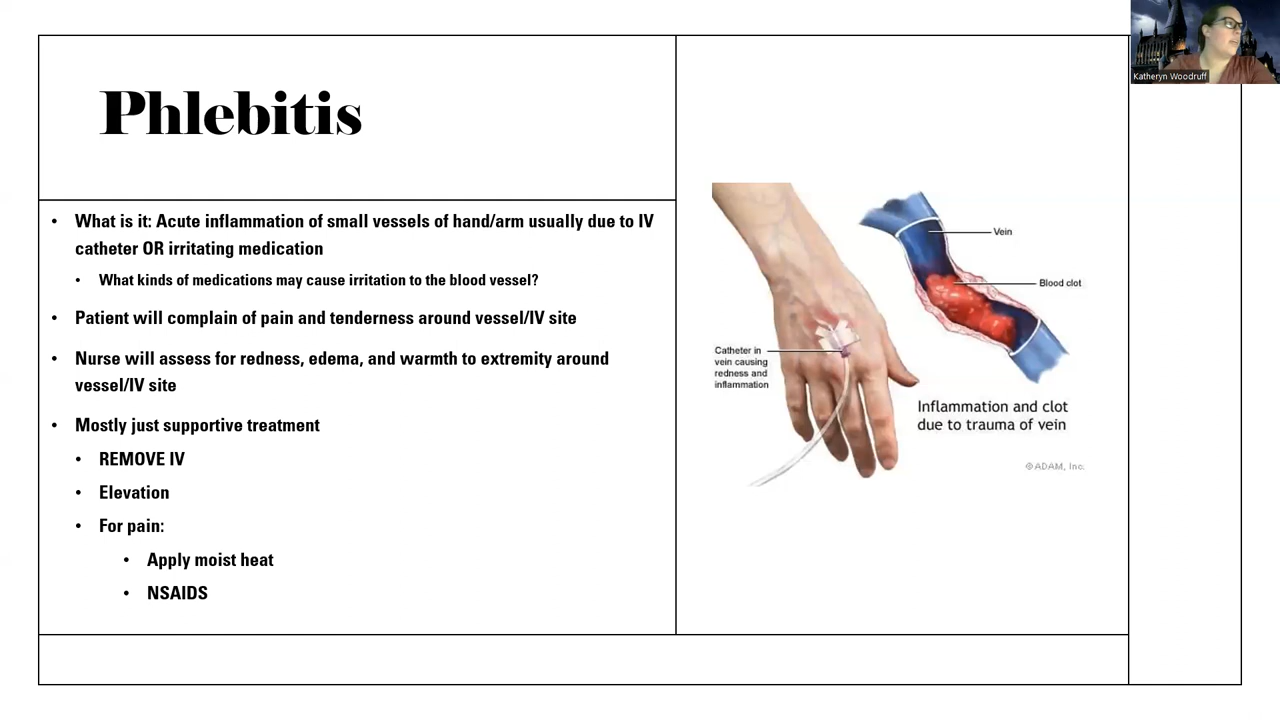 Katheryn Woodruff
Phlebitis
• What is it: Acute inflammation of small vessels of hand/arm usually due to IV
catheter OR irritating medication
• What kinds of medications may cause irritation to the blood vessel?
• Patient will complain of pain and tenderness around vessel/IV site
• Nurse will assess for redness, edema, and warmth to extremity around
vessel/IV site
• Mostly just supportive treatment
• REMOVE IV
• Elevation
• For pain:
• Apply moist heat
• NSAIDS
Vein
Blood clot
Catheter in
vein causing
redness and
inflammation
Inflammation and clot
due to trauma of vein
©ADAM, Inc.